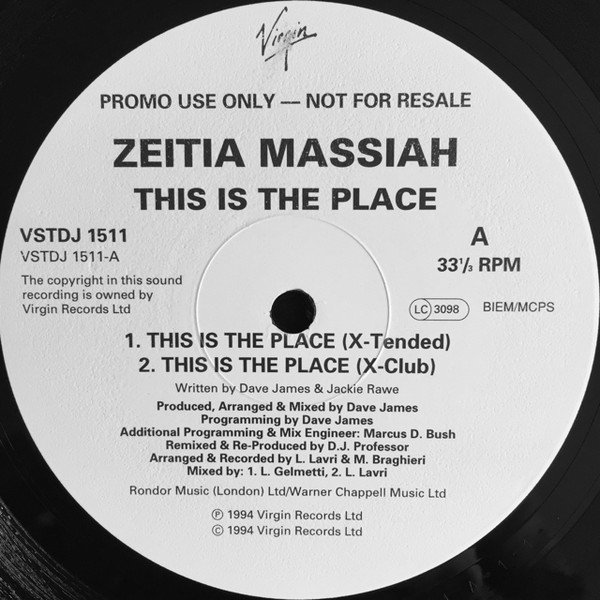 Virgin
PROMO USE ONLY — NOT FOR RESALE
ZEITIA MASSIAH
THIS IS THE PLACE
VSTDJ 1511
VSTDJ 1511-A
The copyright in this sound
recording is owned by
Virgin Records Ltd
A
33⅓ RPM
LC 3098
BIEM/MCPS
1. THIS IS THE PLACE (X-Tended)
2. THIS IS THE PLACE (X-Club)
Written by Dave James & Jackie Rawe
Produced, Arranged & Mixed by Dave James
Programming by Dave James
Additional Programming & Mix Engineer: Marcus D. Bush
Remixed & Re-Produced by D.J. Professor
Arranged & Recorded by L. Lavri & M. Braghieri
Mixed by: 1. L. Gelmetti, 2. L. Lavri
Rondor Music (London) Ltd/Warner Chappell Music Ltd
℗ 1994 Virgin Records Ltd
© 1994 Virgin Records Ltd